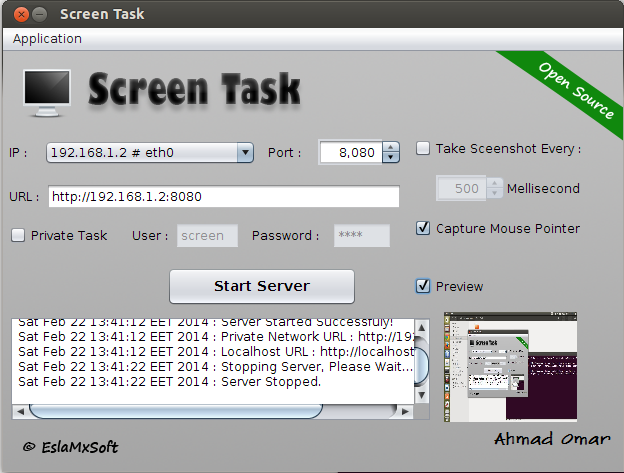 Screen Task
Application
Screen Task
Open Source
IP : 192.168.1.2 # eth0 Port : 8,080
Take Sceenshot Every :
500 Mellisecond
URL : http://192.168.1.2:8080
Capture Mouse Pointer
Private Task User : screen Password : ****
Start Server
Preview
Sat Feb 22 13:41:12 EET 2014 : Server Started Successfuly!
Sat Feb 22 13:41:12 EET 2014 : Private Network URL : http://19
Sat Feb 22 13:41:12 EET 2014 : Localhost URL : http://localhost
Sat Feb 22 13:41:22 EET 2014 : Stopping Server, Please Wait...
Sat Feb 22 13:41:22 EET 2014 : Server Stopped.
Screen Task
© EslaMxSoft
Ahmad Omar